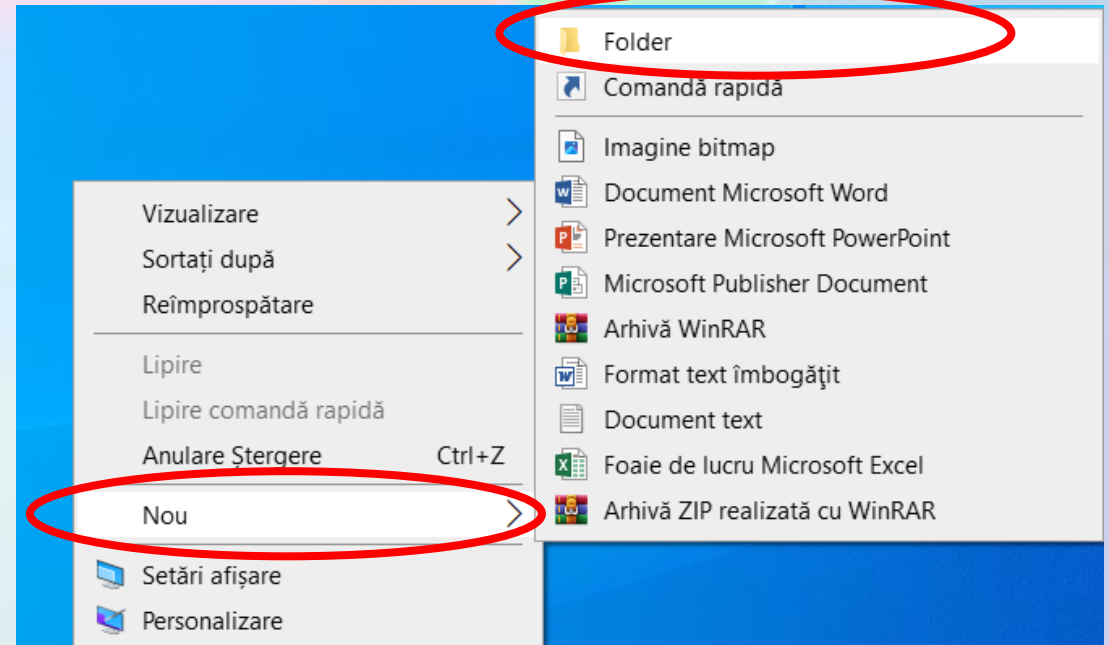 Vizualizare
Sortați după
Reîmprospătare
Lipire
Lipire comandă rapidă
Anulare Ștergere Ctrl+Z
Nou
Setări afișare
Personalizare
Folder
Comandă rapidă
Imagine bitmap
Document Microsoft Word
Prezentare Microsoft PowerPoint
Microsoft Publisher Document
Arhivă WinRAR
Format text îmbogăţit
Document text
Foaie de lucru Microsoft Excel
Arhivă ZIP realizată cu WinRAR